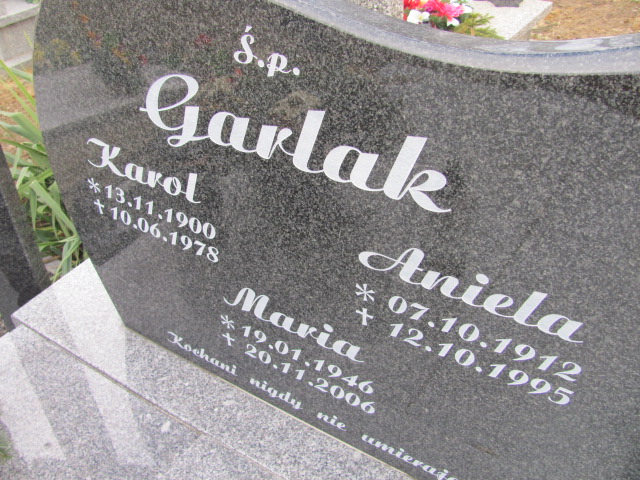 Ś.p.
Garlak
Karol
* 13.11.1900
† 10.06.1978
Aniela
* 07.10.1912
† 12.10.1995
Maria
* 19.01.1946
† 20.11.2006
Kochani nigdy nie